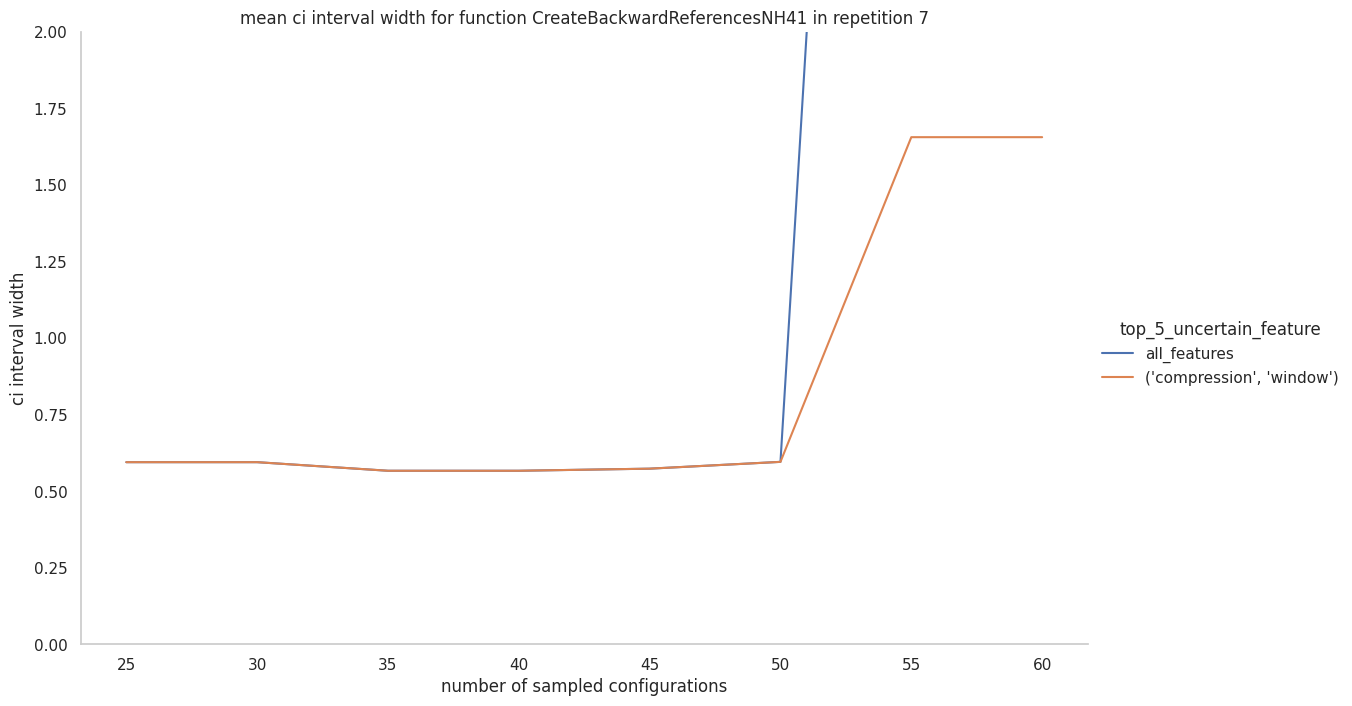 mean ci interval width for function CreateBackwardReferencesNH41 in repetition 7
2.00
1.75
1.50
1.25
1.00
0.75
0.50
0.25
0.00
ci interval width
25 30 35 40 45 50 55 60
number of sampled configurations
top_5_uncertain_feature
all_features
('compression', 'window')